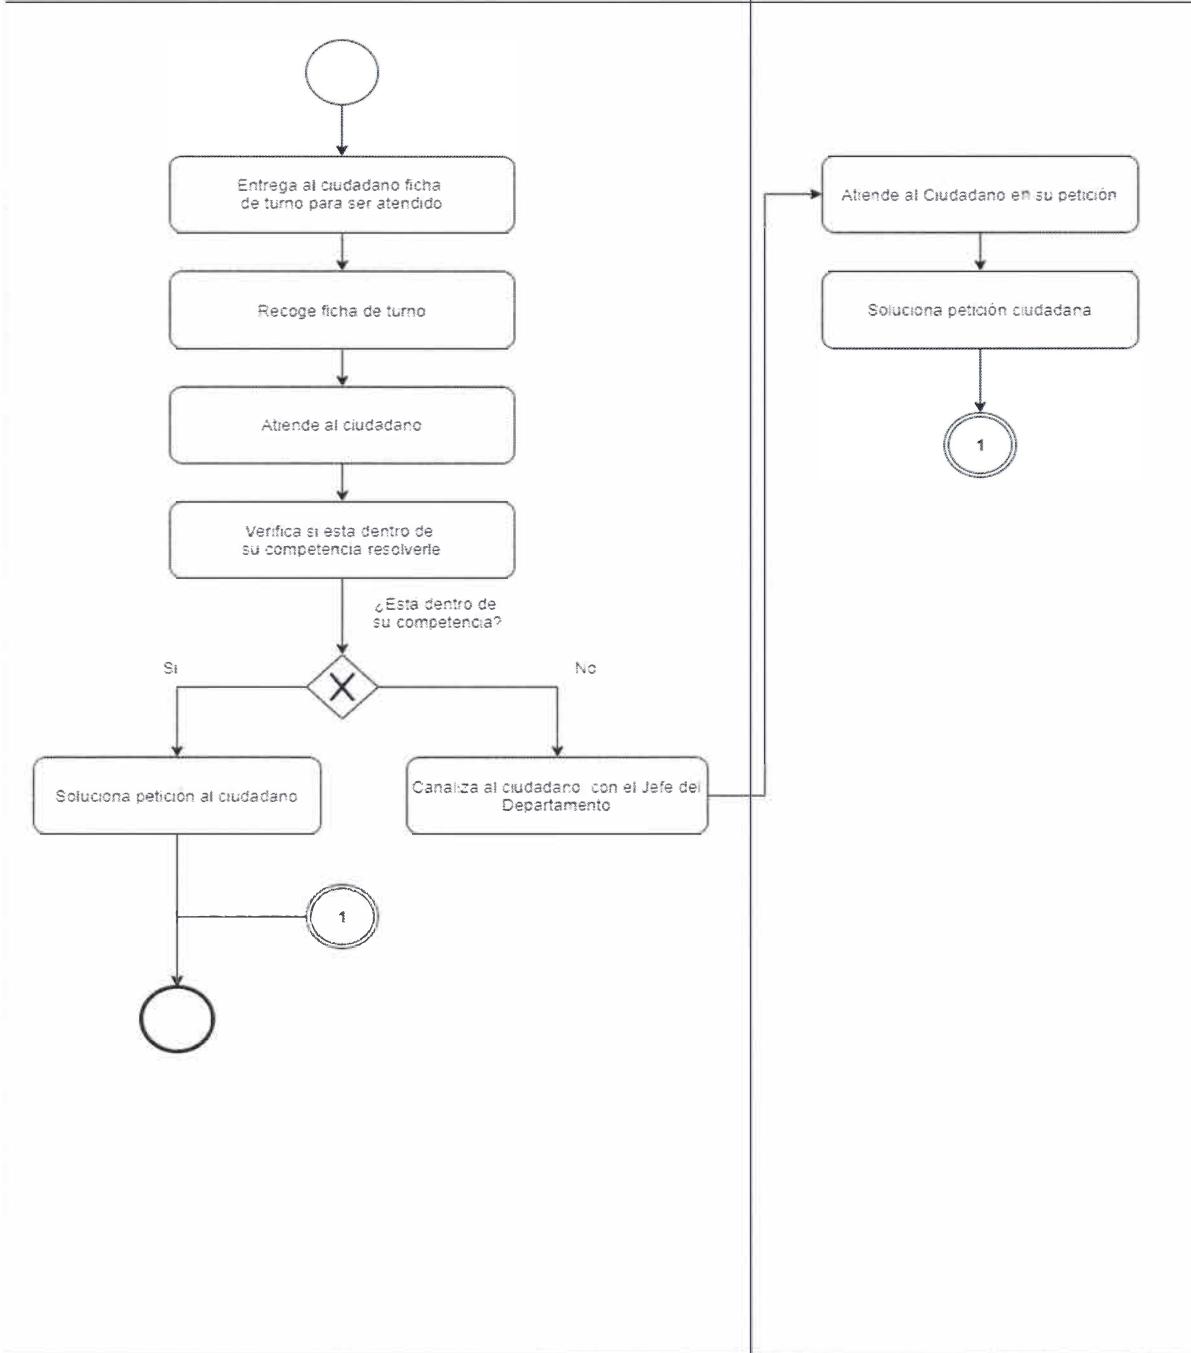 Entrega al ciudadano ficha
de turno para ser atendido
Recoge ficha de turno
Atiende al ciudadano
Verifica si esta dentro de
su competencia resolverle
¿Esta dentro de
su competencia?
Si
No
Soluciona petición al ciudadano
Canaliza al ciudadano con el Jefe del
Departamento
1
Atiende al Ciudadano en su petición
Soluciona petición ciudadana
1